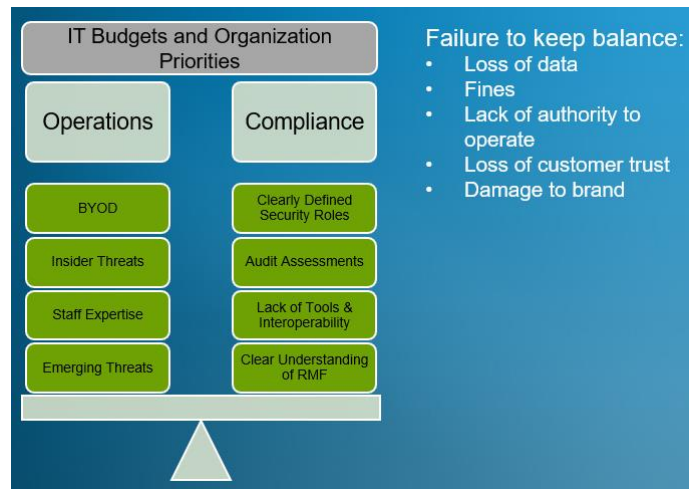 IT Budgets and Organization
Priorities
Operations
Compliance
BYOD
Clearly Defined
Security Roles
Insider Threats
Audit Assessments
Staff Expertise
Lack of Tools &
Interoperability
Emerging Threats
Clear Understanding
of RMF
Failure to keep balance:
• Loss of data
• Fines
• Lack of authority to
operate
• Loss of customer trust
• Damage to brand